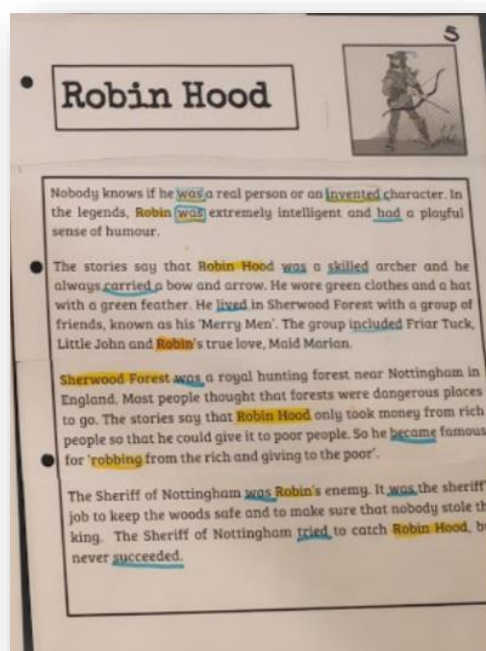 5
Robin Hood
Nobody knows if he was a real person or an invented character. In
the legends, Robin was extremely intelligent and had a playful
sense of humour.
The stories say that Robin Hood was a skilled archer and he
always carried a bow and arrow. He wore green clothes and a hat
with a green feather. He lived in Sherwood Forest with a group of
friends, known as his 'Merry Men'. The group included Friar Tuck,
Little John and Robin's true love, Maid Marian.
Sherwood Forest was a royal hunting forest near Nottingham in
England. Most people thought that forests were dangerous places
to go. The stories say that Robin Hood only took money from rich
people so that he could give it to poor people. So he became famous
for 'robbing from the rich and giving to the poor'.
The Sheriff of Nottingham was Robin's enemy. It was the sheriff'
job to keep the woods safe and to make sure that nobody stole th
king. The Sheriff of Nottingham tried to catch Robin Hood, b
never succeeded.